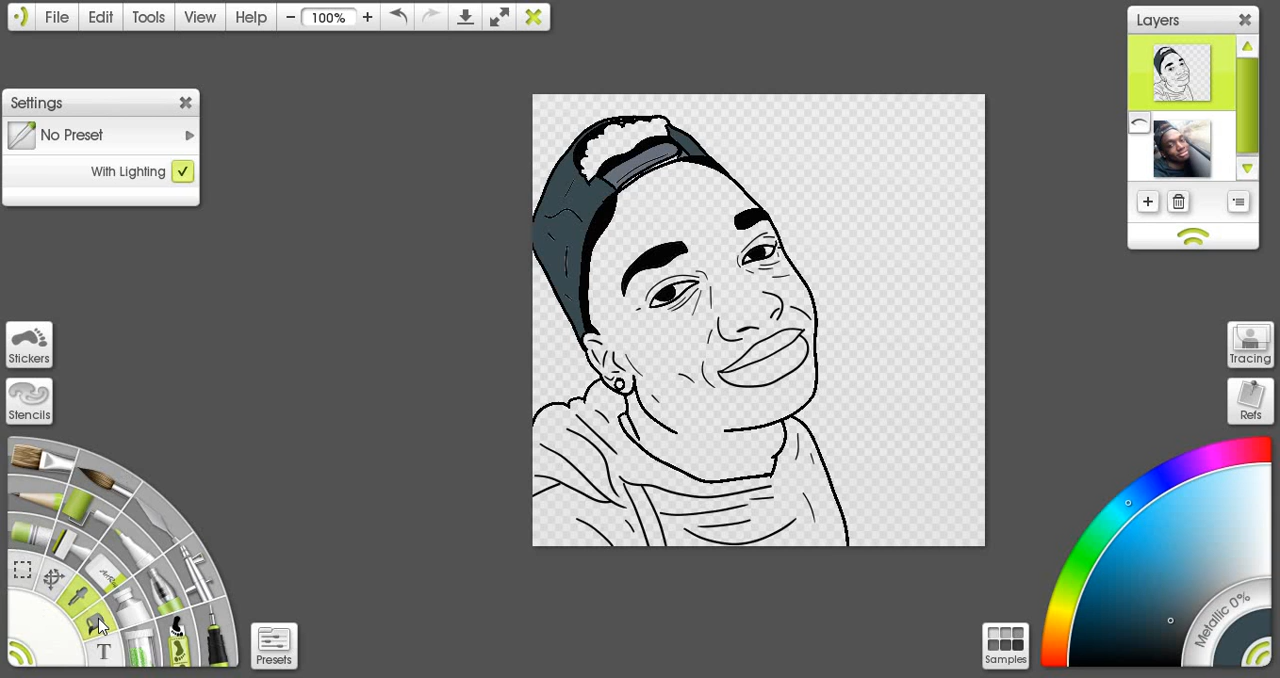 File Edit Tools View Help 100%
Layers
Settings
No Preset
With Lighting
Stickers
Stencils
Tracing
Refs
Metallic 0%
T
Presets
Samples